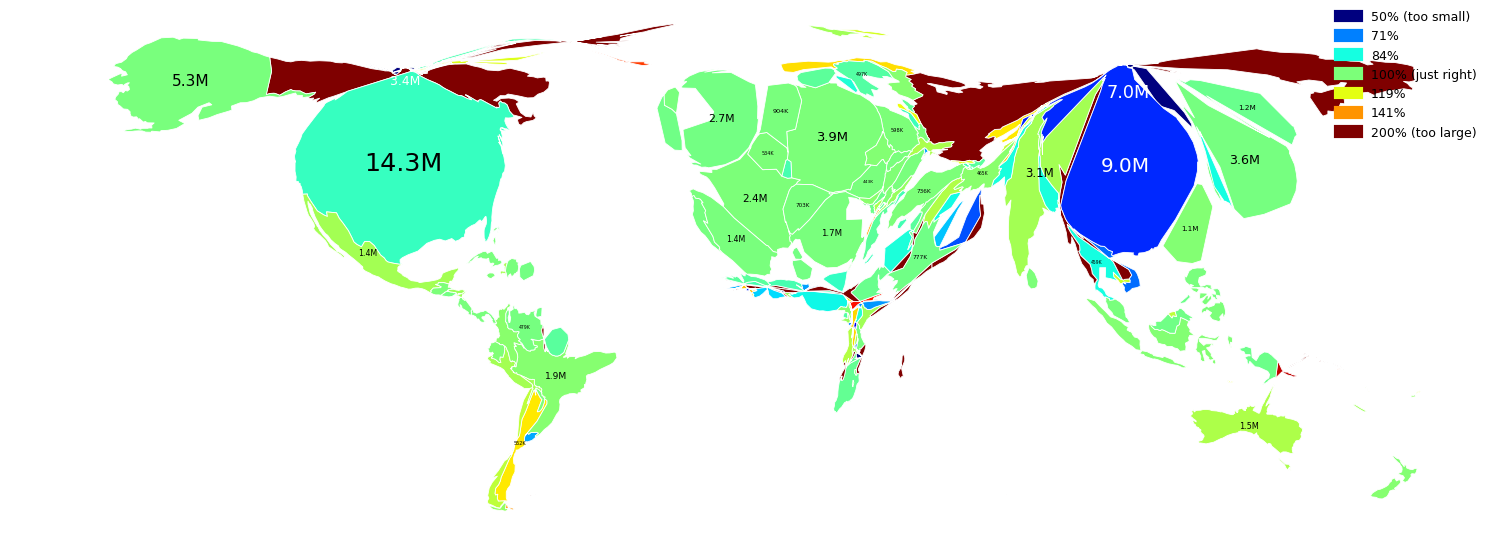 50% (too small)
71%
84%
100% (just right)
119%
141%
200% (too large)
5.3M
3.4M
14.3M
1.4M
479K
1.9M
552K
2.7M
904K
497K
534K
3.9M
598K
443K
2.4M
703K
1.4M
1.7M
736K
465K
777K
3.1M
7.0M
9.0M
459K
1.2M
3.6M
1.1M
1.5M